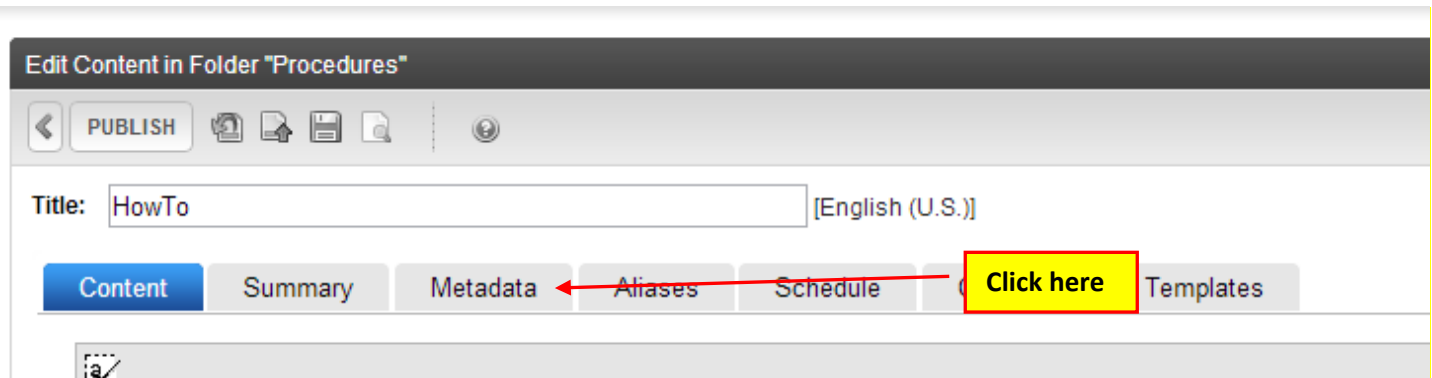 Edit Content in Folder "Procedures"
PUBLISH
Title: HowTo [English (U.S.)]
Content Summary Metadata Aliases Schedule Click here Templates
a